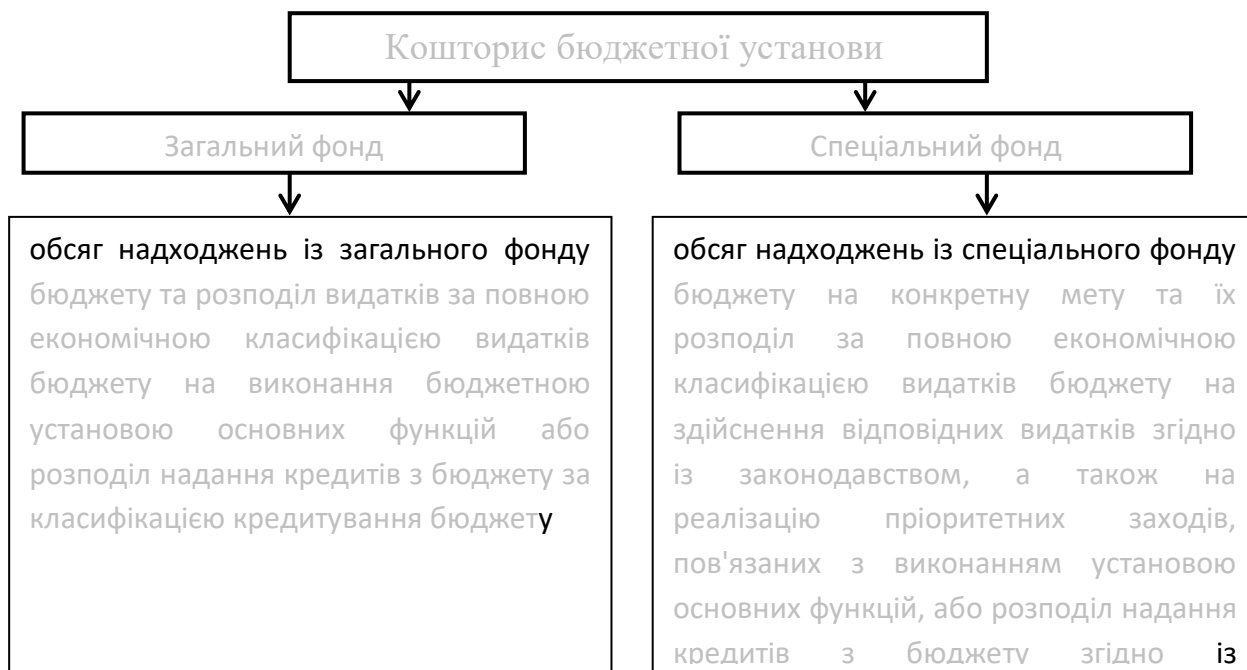 Кошторис бюджетної установи
Загальний фонд
Спеціальний фонд
обсяг надходжень із загального фонду
бюджету та розподіл видатків за повною
економічною класифікацією видатків
бюджету на виконання бюджетною
установою основних функцій або
розподіл надання кредитів з бюджету за
класифікацією кредитування бюджету
обсяг надходжень із спеціального фонду
бюджету на конкретну мету та їх
розподіл за повною економічною
класифікацією видатків бюджету на
здійснення відповідних видатків згідно
із законодавством, а також на
реалізацію пріоритетних заходів,
пов'язаних з виконанням установою
основних функцій, або розподіл надання
кредитів з бюджету згідно із